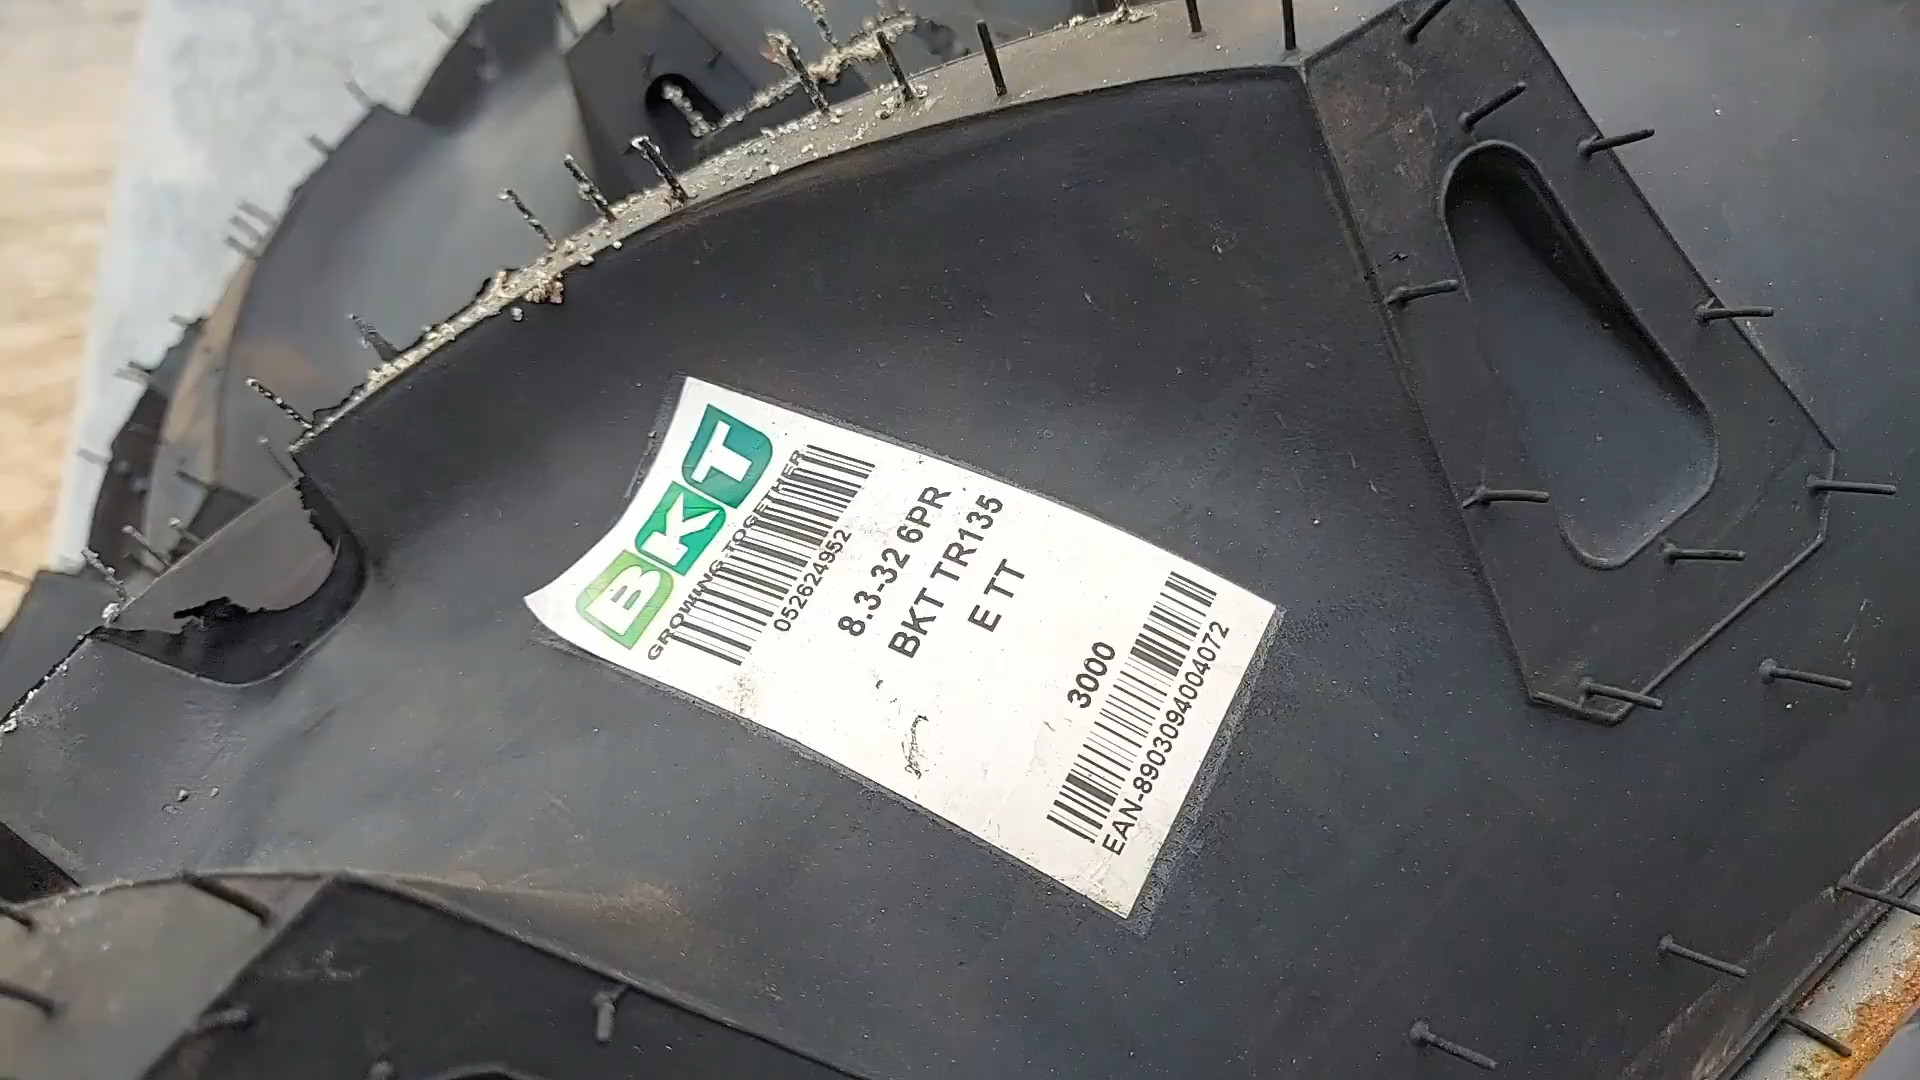 BKT
GROWING TOGETHER
052624952
8.3-32 6PR
BKT TR135
E TT
3000
EAN-8903094004072